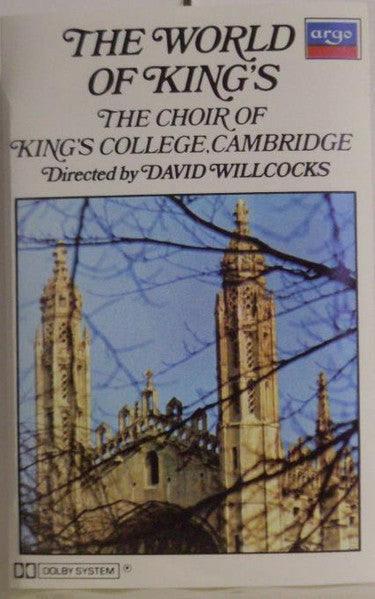 THE WORLD
OF KING'S
argo
THE CHOIR OF
KING'S COLLEGE, CAMBRIDGE
Directed by DAVID WILLCOCKS
DOLBY SYSTEM ®